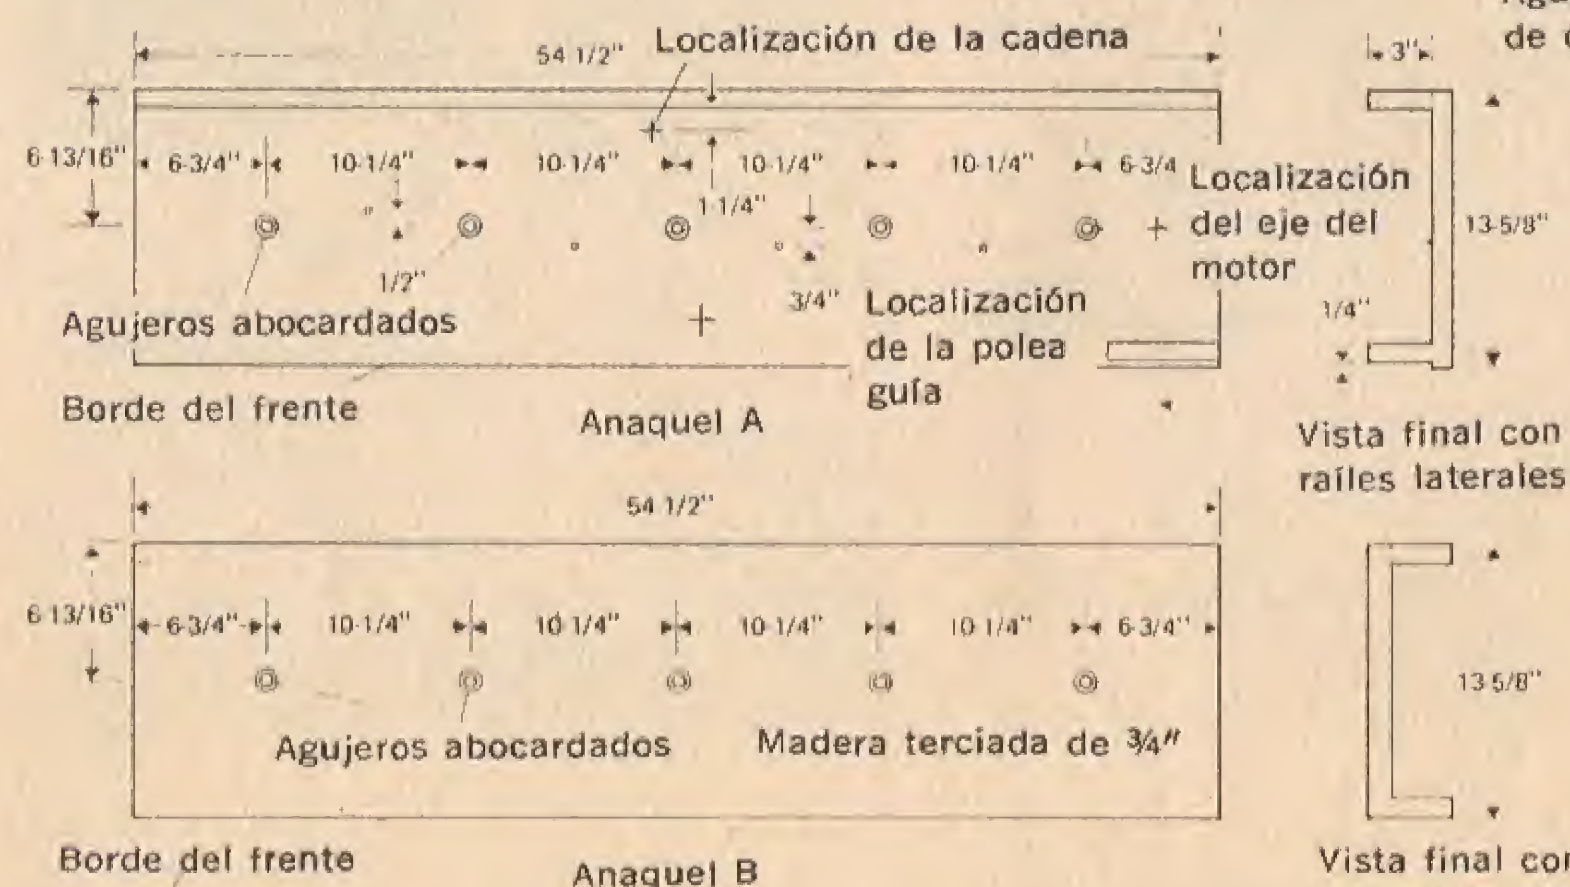 54 1/2"
Localización de la cadena
3"
de
6-13/16"
6-3/4"
10-1/4"
10-1/4"
10-1/4"
10-1/4"
6-3/4
Localización
del eje del
motor
13-5/8"
1-1/4"
1/2"
3/4"
1/4"
Agujeros abocardados
Localización
de la polea
guía
Borde del frente
Anaquel A
Vista final con
raíles laterales
54 1/2"
6 13/16"
6-3/4"
10-1/4"
10 1/4"
10-1/4"
10 1/4"
6-3/4"
13 5/8"
Agujeros abocardados
Madera terciada de 3/4"
Borde del frente
Anaquel B
Vista final con